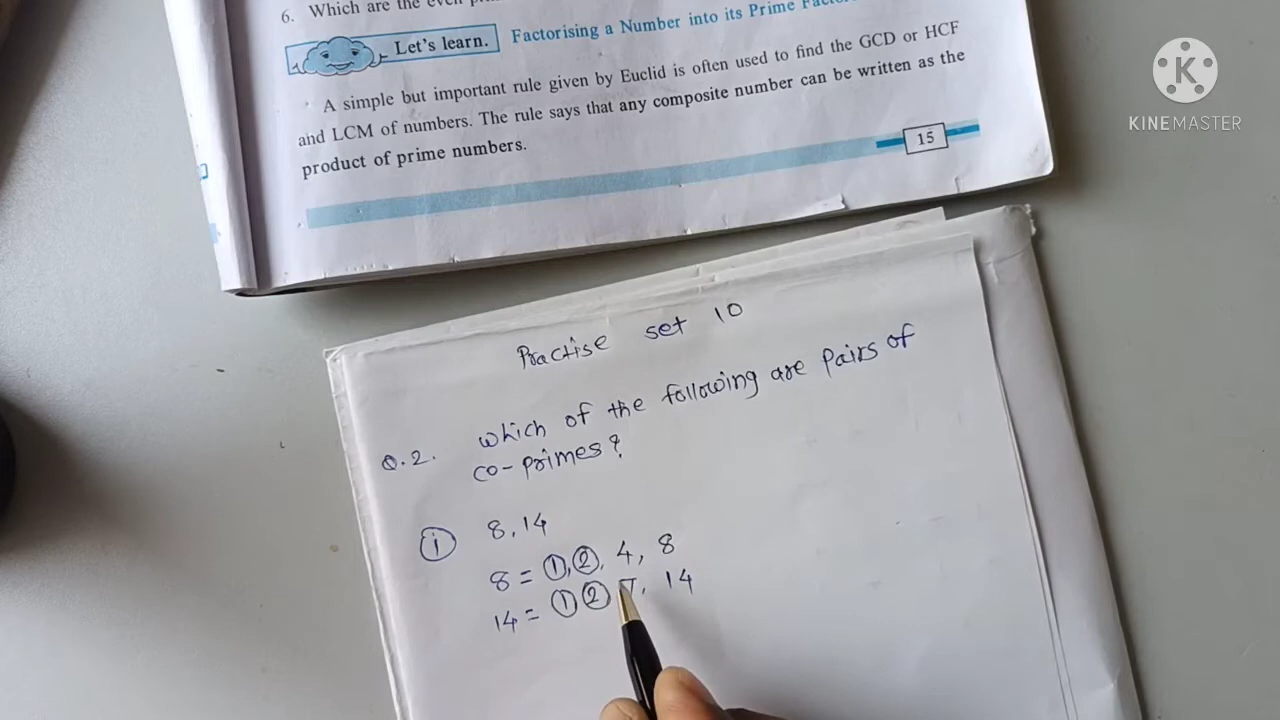 6. Which are the even
Let's learn. Factorising a Number into its Prime
A simple but important rule given by Euclid is often used to find the GCD or HCF
and LCM of numbers. The rule says that any composite number can be written as the
product of prime numbers.
15
K
KINEMASTER
Practise set 10
Q.2. Which of the following are pairs of
co-primes?
i 8, 14
8 = 1, 2, 4, 8
14 = 1 2 7, 14